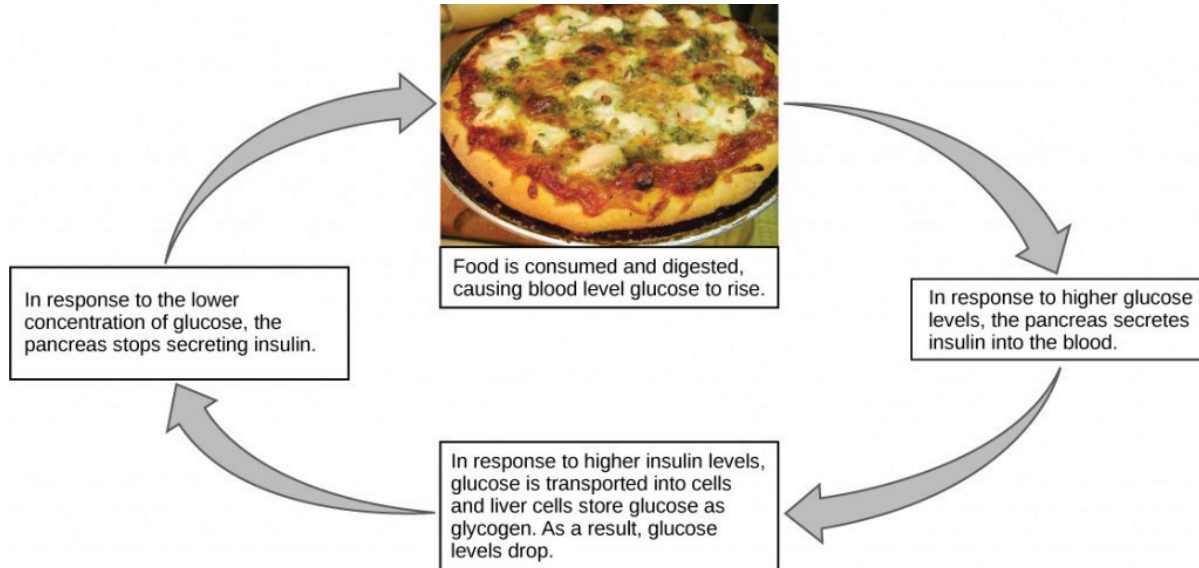 Food is consumed and digested,
causing blood level glucose to rise.
In response to higher glucose
levels, the pancreas secretes
insulin into the blood.
In response to higher insulin levels,
glucose is transported into cells
and liver cells store glucose as
glycogen. As a result, glucose
levels drop.
In response to the lower
concentration of glucose, the
pancreas stops secreting insulin.